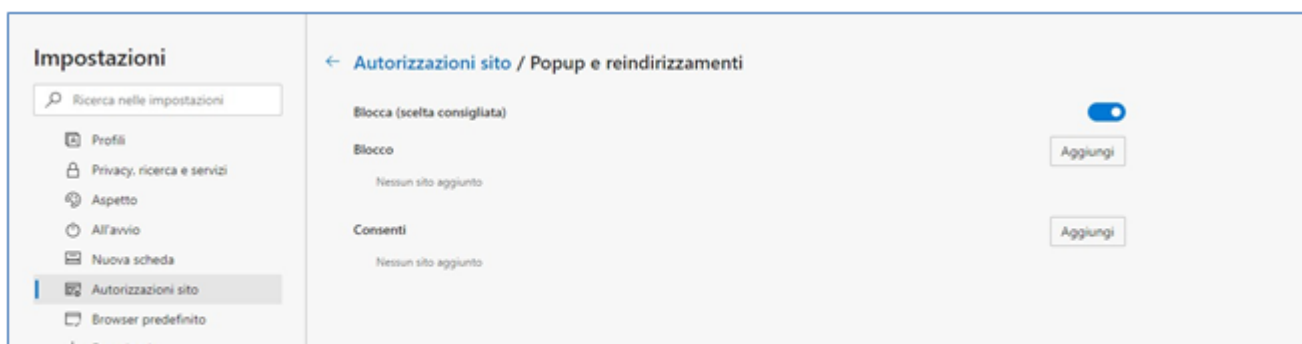 Impostazioni
Ricerca nelle impostazioni
Profili
Privacy, ricerca e servizi
Aspetto
All'avvio
Nuova scheda
Autorizzazioni sito
Browser predefinito
← Autorizzazioni sito / Popup e reindirizzamenti
Blocca (scelta consigliata)
Blocco
Aggiungi
Nessun sito aggiunto
Consenti
Aggiungi
Nessun sito aggiunto